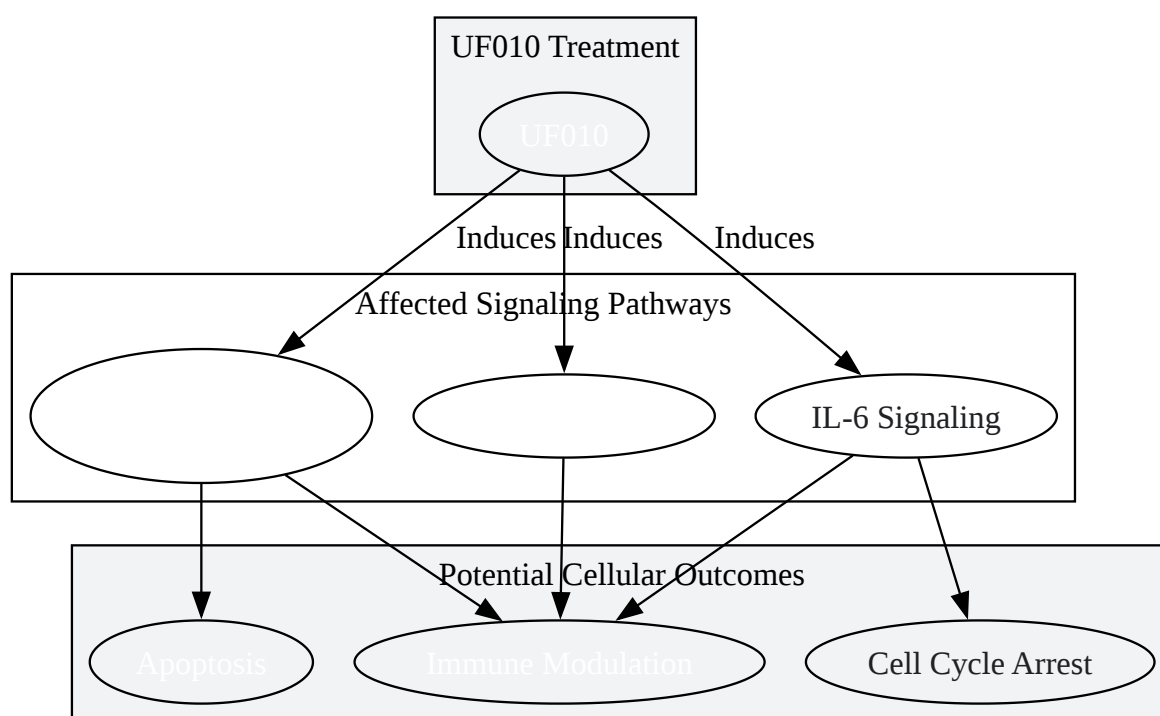 UF010 Treatment
UF010
Induces
Induces
Induces
Affected Signaling Pathways
IL-6 Signaling
Potential Cellular Outcomes
Apoptosis
Immune Modulation
Cell Cycle Arrest